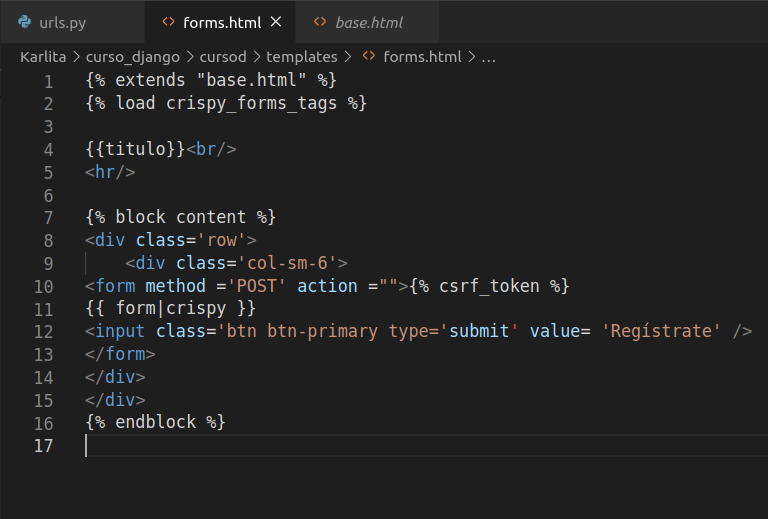 urls.py forms.html base.html
Karlita > curso_django > cursod > templates > forms.html > ...
1 {% extends "base.html" %}
2 {% load crispy_forms_tags %}
3
4 {{titulo}}<br/>
5 <hr/>
6
7 {% block content %}
8 <div class='row'>
9     <div class='col-sm-6'>
10 <form method ='POST' action ="">{% csrf_token %}
11 {{ form|crispy }}
12 <input class='btn btn-primary type='submit' value= 'Regístrate' />
13 </form>
14 </div>
15 </div>
16 {% endblock %}
17